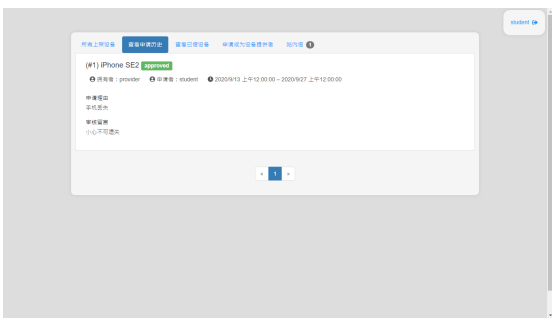 student
所有上架设备 查看申请历史 查看已借设备 申请成为设备提供者 站内信 1
(#1) iPhone SE2 approved
拥有者：provider 申请者：student 2020/9/13 上午12:00:00 ~ 2020/9/27 上午12:00:00
申请理由
手机丢失
审核留言
小心不可遗失
« 1 »